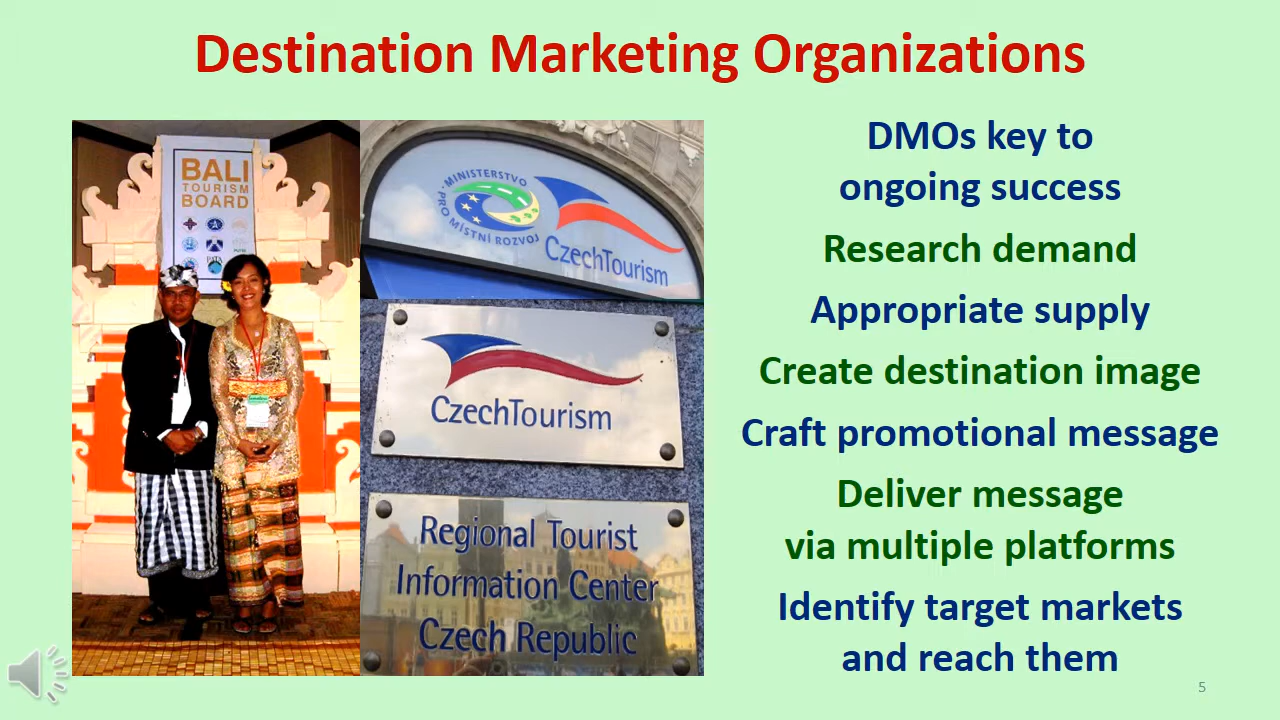 Destination Marketing Organizations
BALI
TOURISM
BOARD
PATA
MINISTERSTVO
PRO MÍSTNÍ ROZVOJ
CzechTourism
CzechTourism
Regional Tourist
Information Center
Czech Republic
DMOs key to
ongoing success
Research demand
Appropriate supply
Create destination image
Craft promotional message
Deliver message
via multiple platforms
Identify target markets
and reach them
5